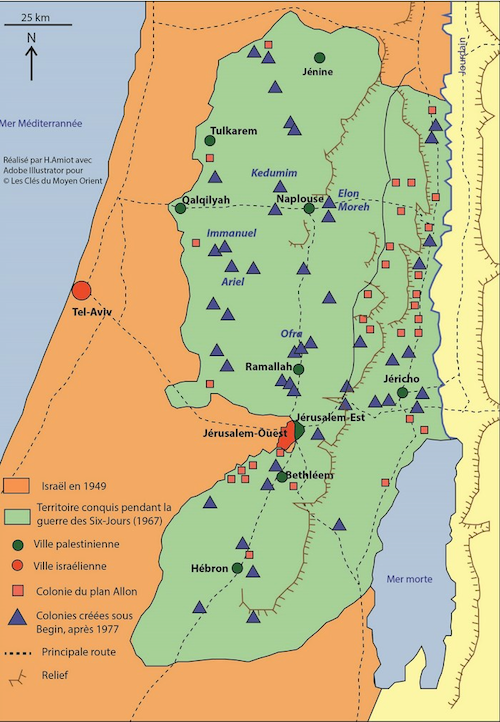 25 km
N
Jourdain
Mer Méditerranée
Jénine
Tulkarem
Réalisé par H.Amiot avec
Adobe Illustrator pour
© Les Clés du Moyen Orient
Kedumim
Qalqilyah
Naplouse
Elon
Moreh
Immanuel
Ariel
Tel-Aviv
Ofra
Ramallah
Jéricho
Jérusalem-Est
Jérusalem-Ouest
Bethléem
Israël en 1949
Territoire conquis pendant la
guerre des Six-Jours (1967)
Ville palestinienne
Ville israélienne
Hébron
Mer morte
Colonie du plan Allon
Colonies créées sous
Begin, après 1977
Principale route
Relief